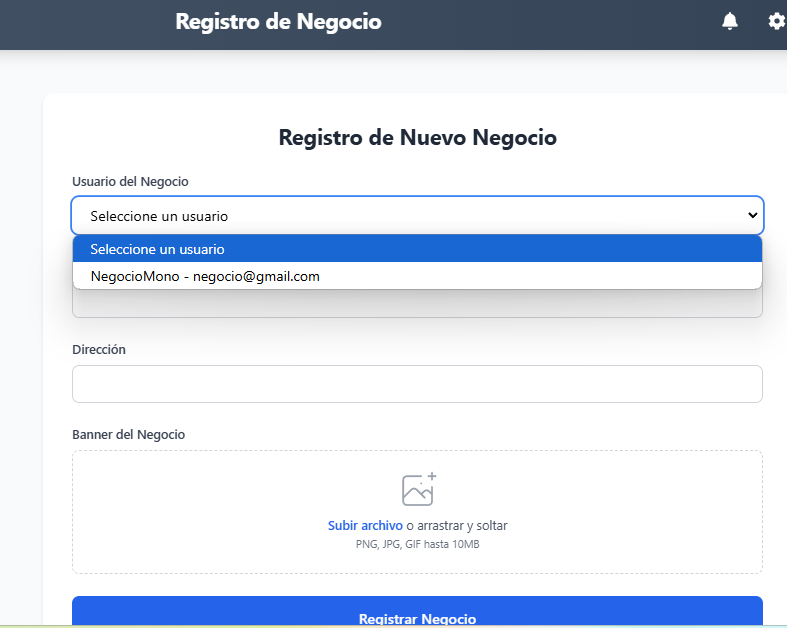 Registro de Negocio
Registro de Nuevo Negocio
Usuario del Negocio
Seleccione un usuario
Seleccione un usuario
NegocioMono - negocio@gmail.com
Dirección
Banner del Negocio
Subir archivo o arrastrar y soltar
PNG, JPG, GIF hasta 10MB
Registrar Negocio